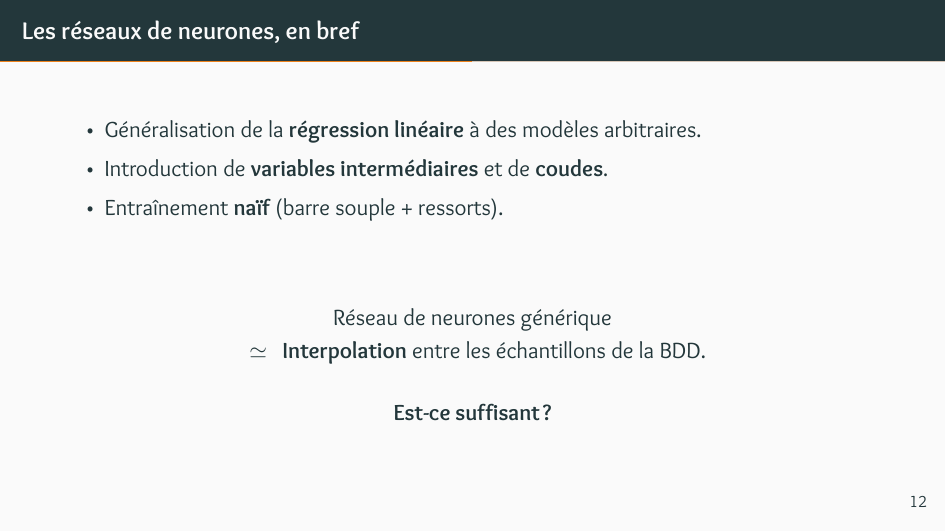 Les réseaux de neurones, en bref
• Généralisation de la régression linéaire à des modèles arbitraires.
• Introduction de variables intermédiaires et de coudes.
• Entraînement naïf (barre souple + ressorts).
Réseau de neurones générique
≃ Interpolation entre les échantillons de la BDD.
Est-ce suffisant ?
12